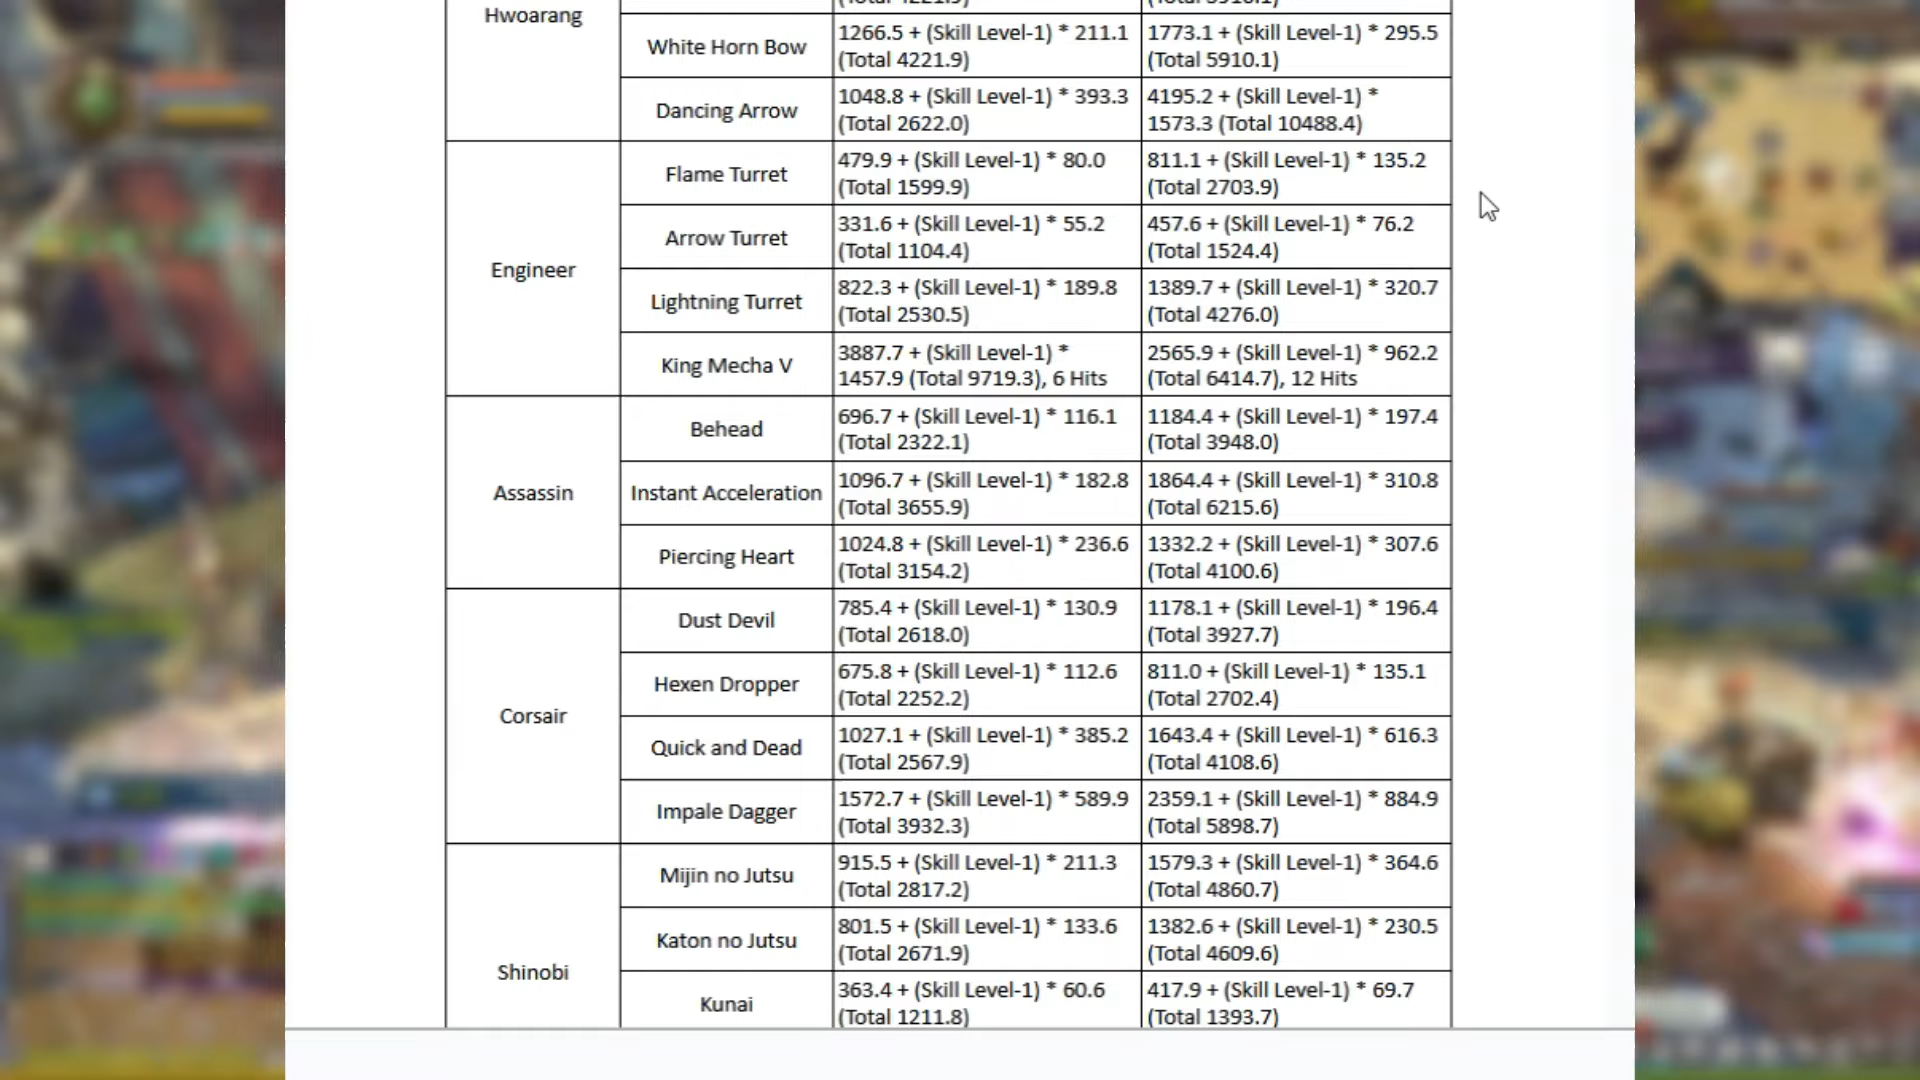 Hwoarang
White Horn Bow
1266.5 + (Skill Level-1) * 211.1
(Total 4221.9)
1773.1 + (Skill Level-1) * 295.5
(Total 5910.1)
Dancing Arrow
1048.8 + (Skill Level-1) * 393.3
(Total 2622.0)
4195.2 + (Skill Level-1) *
1573.3 (Total 10488.4)
Engineer
Flame Turret
479.9 + (Skill Level-1) * 80.0
(Total 1599.9)
811.1 + (Skill Level-1) * 135.2
(Total 2703.9)
Arrow Turret
331.6 + (Skill Level-1) * 55.2
(Total 1104.4)
457.6 + (Skill Level-1) * 76.2
(Total 1524.4)
Lightning Turret
822.3 + (Skill Level-1) * 189.8
(Total 2530.5)
1389.7 + (Skill Level-1) * 320.7
(Total 4276.0)
King Mecha V
3887.7 + (Skill Level-1) *
1457.9 (Total 9719.3), 6 Hits
2565.9 + (Skill Level-1) * 962.2
(Total 6414.7), 12 Hits
Assassin
Behead
696.7 + (Skill Level-1) * 116.1
(Total 2322.1)
1184.4 + (Skill Level-1) * 197.4
(Total 3948.0)
Instant Acceleration
1096.7 + (Skill Level-1) * 182.8
(Total 3655.9)
1864.4 + (Skill Level-1) * 310.8
(Total 6215.6)
Piercing Heart
1024.8 + (Skill Level-1) * 236.6
(Total 3154.2)
1332.2 + (Skill Level-1) * 307.6
(Total 4100.6)
Corsair
Dust Devil
785.4 + (Skill Level-1) * 130.9
(Total 2618.0)
1178.1 + (Skill Level-1) * 196.4
(Total 3927.7)
Hexen Dropper
675.8 + (Skill Level-1) * 112.6
(Total 2252.2)
811.0 + (Skill Level-1) * 135.1
(Total 2702.4)
Quick and Dead
1027.1 + (Skill Level-1) * 385.2
(Total 2567.9)
1643.4 + (Skill Level-1) * 616.3
(Total 4108.6)
Impale Dagger
1572.7 + (Skill Level-1) * 589.9
(Total 3932.3)
2359.1 + (Skill Level-1) * 884.9
(Total 5898.7)
Shinobi
Mijin no Jutsu
915.5 + (Skill Level-1) * 211.3
(Total 2817.2)
1579.3 + (Skill Level-1) * 364.6
(Total 4860.7)
Katon no Jutsu
801.5 + (Skill Level-1) * 133.6
(Total 2671.9)
1382.6 + (Skill Level-1) * 230.5
(Total 4609.6)
Kunai
363.4 + (Skill Level-1) * 60.6
(Total 1211.8)
417.9 + (Skill Level-1) * 69.7
(Total 1393.7)